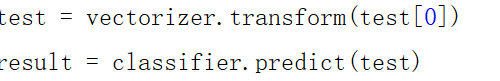 test = vectorizer.transform(test[0])
result = classifier.predict(test)